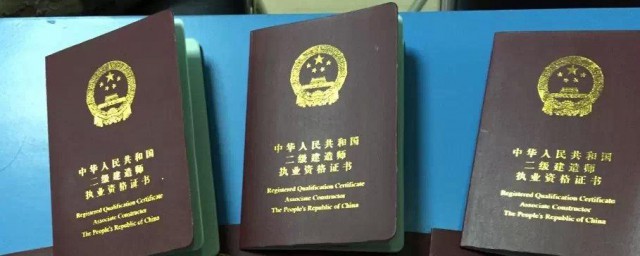 中华人民共和国
二级建造师
执业资格证书
Registered Qualification Certificate
Associate Constructor
The People's Republic of China
中华人民共和国
二级建造师
执业资格证书
Registered Qualification Certificate
Associate Constructor
The People's Republic of China
中华人民共和国
二级建造师
执业资格证书
Registered Qualification Certificate
Associate Constructor
The People's Republic of China